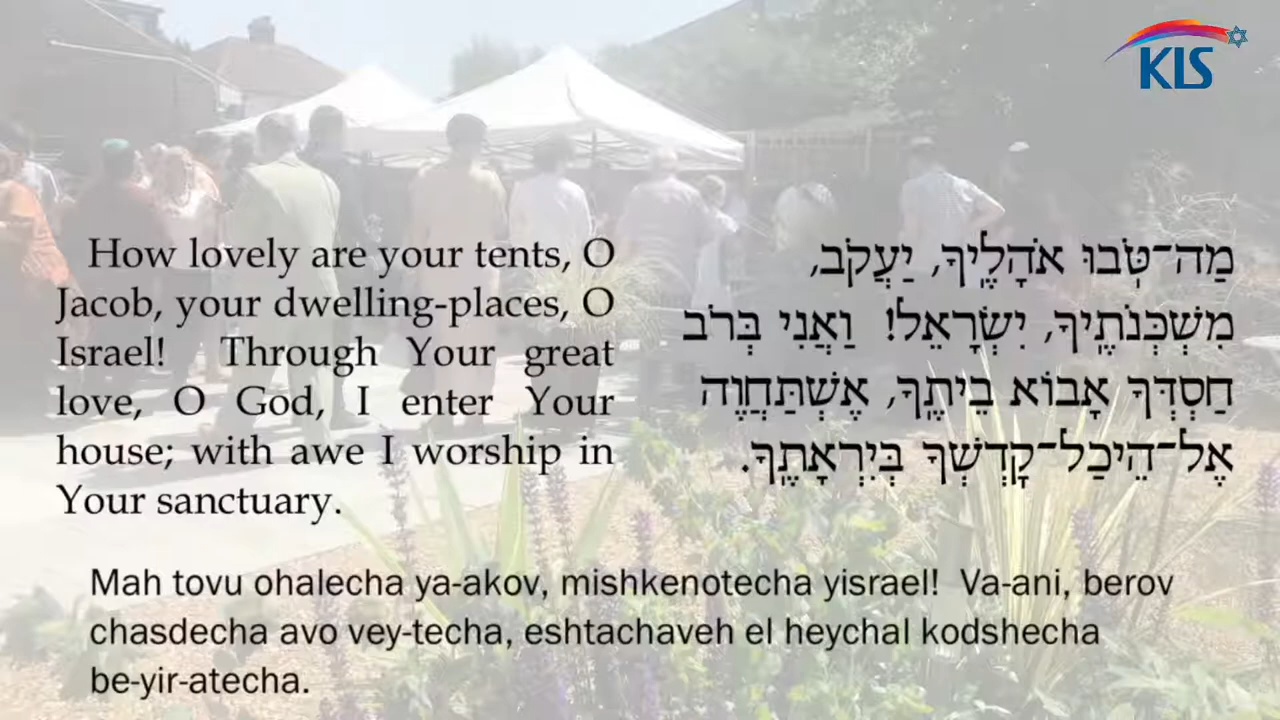 KLS
How lovely are your tents, O
Jacob, your dwelling-places, O
Israel! Through Your great
love, O God, I enter Your
house; with awe I worship in
Your sanctuary.
מַה־טֹּֽבוּ אֹהָלֶֽיךָ, יַעֲקֹב,
מִשְׁכְּנֹתֶֽיךָ, יִשְׂרָאֵל! וַאֲנִי בְּרֹב
חַסְדְּךָ אָבוֹא בֵיתֶֽךָ, אֶשְׁתַּחֲוֶה
אֶל־הֵיכַל־קָדְשְׁךָ בְּיִרְאָתֶֽךָ.
Mah tovu ohalecha ya-akov, mishkenotecha yisrael! Va-ani, berov
chasdecha avo vey-techa, eshtachaveh el heychal kodshecha
be-yir-atecha.